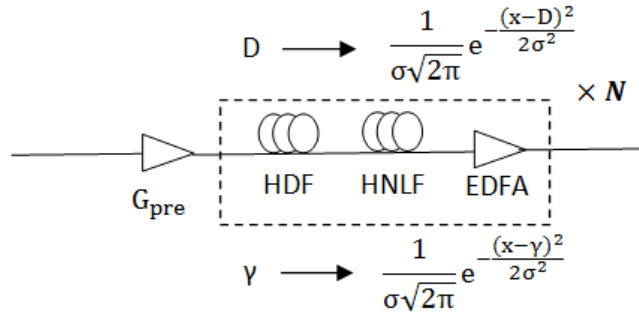 D → 1/(σ√2π) e^(-(x-D)²/2σ²)
× N
HDF HNLF EDFA
G_pre
γ → 1/(σ√2π) e^(-(x-γ)²/2σ²)